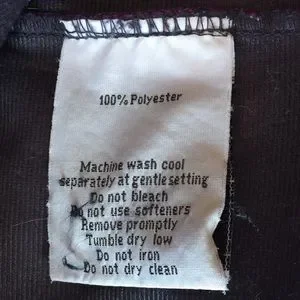 100% Polyester
Machine wash cool
separately at gentle setting
Do not bleach
Do not use softeners
Remove promptly
Tumble dry low
Do not iron
Do not dry clean